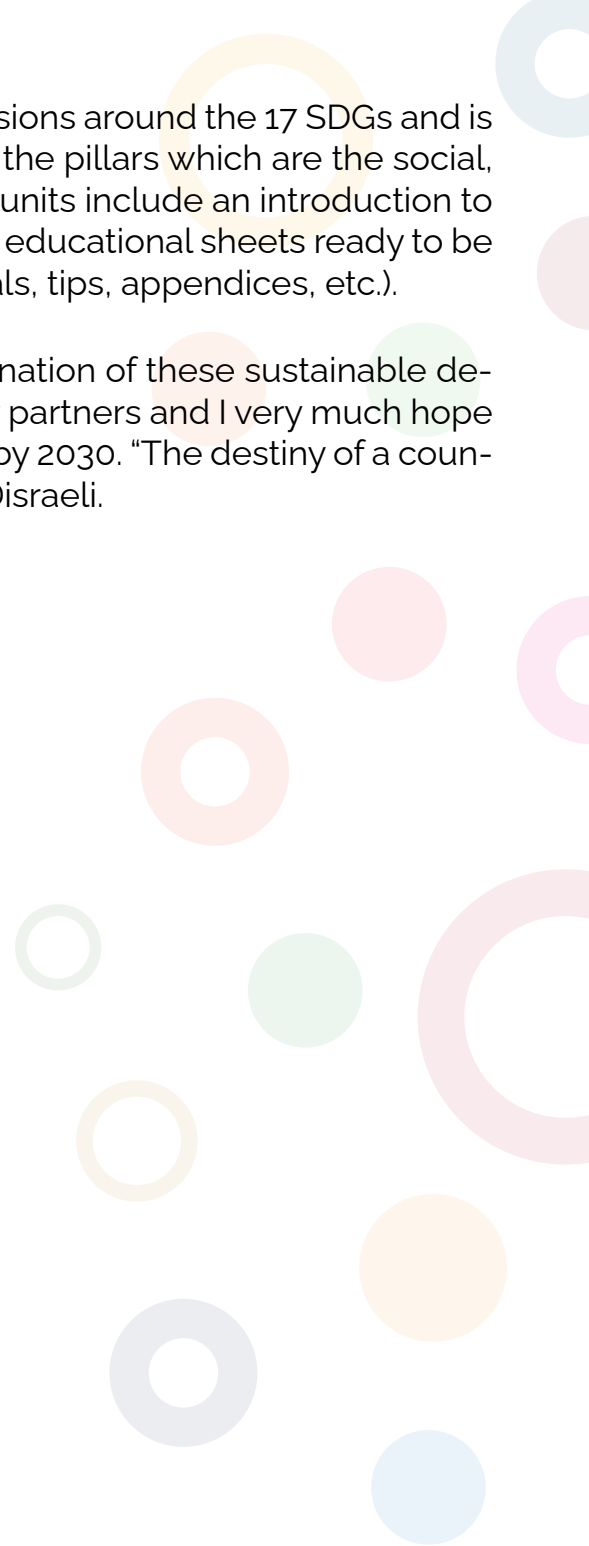 sions around the 17 SDGs and is
the pillars which are the social,
units include an introduction to
educational sheets ready to be
ls, tips, appendices, etc.).
nation of these sustainable de-
partners and I very much hope
by 2030. “The destiny of a coun-
Disraeli.